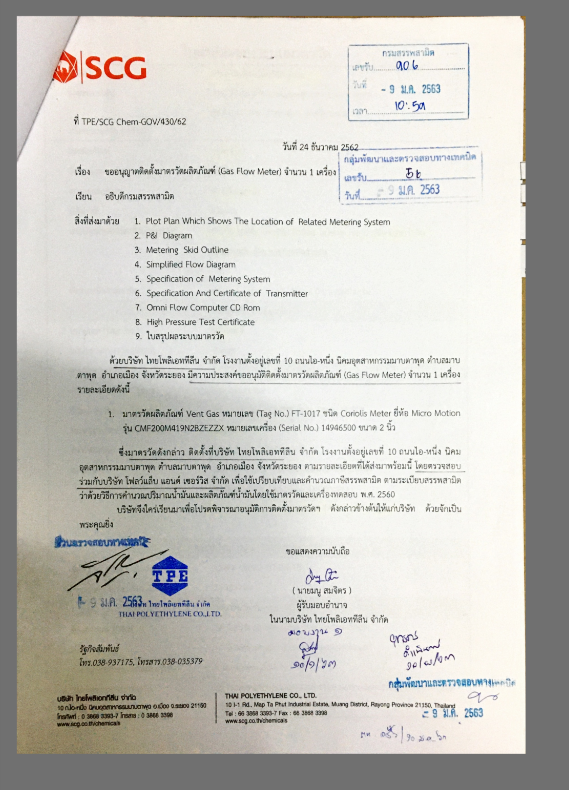 SCG
กรมสรรพสามิต
เลขรับ 906
วันที่ - 9 ม.ค. 2563
เวลา 10:59
ที่ TPE/SCG Chem-GOV/430/62
วันที่ 24 ธันวาคม 2562
กลุ่มพัฒนาและตรวจสอบทางเทคนิค
เลขรับ
วันที่ - 9 ม.ค. 2563
เรื่อง ขออนุญาตติดตั้งมาตรวัดผลิตภัณฑ์ (Gas Flow Meter) จำนวน 1 เครื่อง
เรียน อธิบดีกรมสรรพสามิต
สิ่งที่ส่งมาด้วย 1. Plot Plan Which Shows The Location of Related Metering System
2. P&I Diagram
3. Metering Skid Outline
4. Simplified Flow Diagram
5. Specification of Metering System
6. Specification And Certificate of Transmitter
7. Omni Flow Computer CD Rom
8. High Pressure Test Certificate
9. ใบสรุปผลระบบมาตรวัด
ด้วยบริษัท ไทยโพลิเอททีลีน จำกัด โรงงานตั้งอยู่เลขที่ 10 ถนนไอ-หนึ่ง นิคมอุตสาหกรรมมาบตาพุด ตำบลมาบ
ตาพุด อำเภอเมือง จังหวัดระยอง มีความประสงค์ขออนุมัติติดตั้งมาตรวัดผลิตภัณฑ์ (Gas Flow Meter) จำนวน 1 เครื่อง
รายละเอียดดังนี้
1. มาตรวัดผลิตภัณฑ์ Vent Gas หมายเลข (Tag No.) FT-1017 ชนิด Coriolis Meter ยี่ห้อ Micro Motion
รุ่น CMF200M419N2BZEZZX หมายเลขเครื่อง (Serial No.) 14946500 ขนาด 2 นิ้ว
ซึ่งมาตรวัดดังกล่าว ติดตั้งที่บริษัท ไทยโพลิเอททีลีน จำกัด โรงงานตั้งอยู่เลขที่ 10 ถนนไอ-หนึ่ง นิคม
อุตสาหกรรมมาบตาพุด ตำบลมาบตาพุด อำเภอเมือง จังหวัดระยอง ตามรายละเอียดที่ได้ส่งมาพร้อมนี้ โดยตรวจสอบ
ร่วมกับบริษัท โฟลว์แล็บ แอนด์ เซอร์วิส จำกัด เพื่อใช้เปรียบเทียบและคำนวณภาษีสรรพสามิต ตามระเบียบสรรพสามิต
ว่าด้วยวิธีการคำนวณปริมาณน้ำมันและผลิตภัณฑ์น้ำมันโดยใช้มาตรวัดและเครื่องทดสอบ พ.ศ. 2560
บริษัทจึงใคร่เรียนมาเพื่อโปรดพิจารณาอนุมัติการติดตั้งมาตรวัดฯ ดังกล่าวข้างต้นให้แก่บริษัท ด้วยจักเป็น
พระคุณยิ่ง
ส่วนตรวจสอบทางเทคนิค
- 9 ม.ค. 2563
ขอแสดงความนับถือ
TPE
บริษัท ไทยโพลิเอททีลีน จำกัด
THAI POLYETHYLENE CO.,LTD.
( นายมนู สมจิตร )
ผู้รับมอบอำนาจ
ในนามบริษัท ไทยโพลิเอททีลีน จำกัด
รัฐกิจสัมพันธ์
โทร.038-937175, โทรสาร.038-035379
กลุ่มพัฒนาและตรวจสอบทางเทคนิค
- 9 ม.ค. 2563
บริษัท ไทยโพลิเอททีลีน จำกัด
10 ถ.ไอ-หนึ่ง นิคมอุตสาหกรรมมาบตาพุด อ.เมือง จ.ระยอง 21150
โทรศัพท์ : 0 3868 3393-7 โทรสาร : 0 3868 3398
www.scg.co.th/chemicals
THAI POLYETHYLENE CO., LTD.
10 I-1 Rd., Map Ta Phut Industrial Estate, Muang District, Rayong Province 21150, Thailand
Tel : 66 3868 3393-7 Fax : 66 3868 3398
www.scg.co.th/chemicals